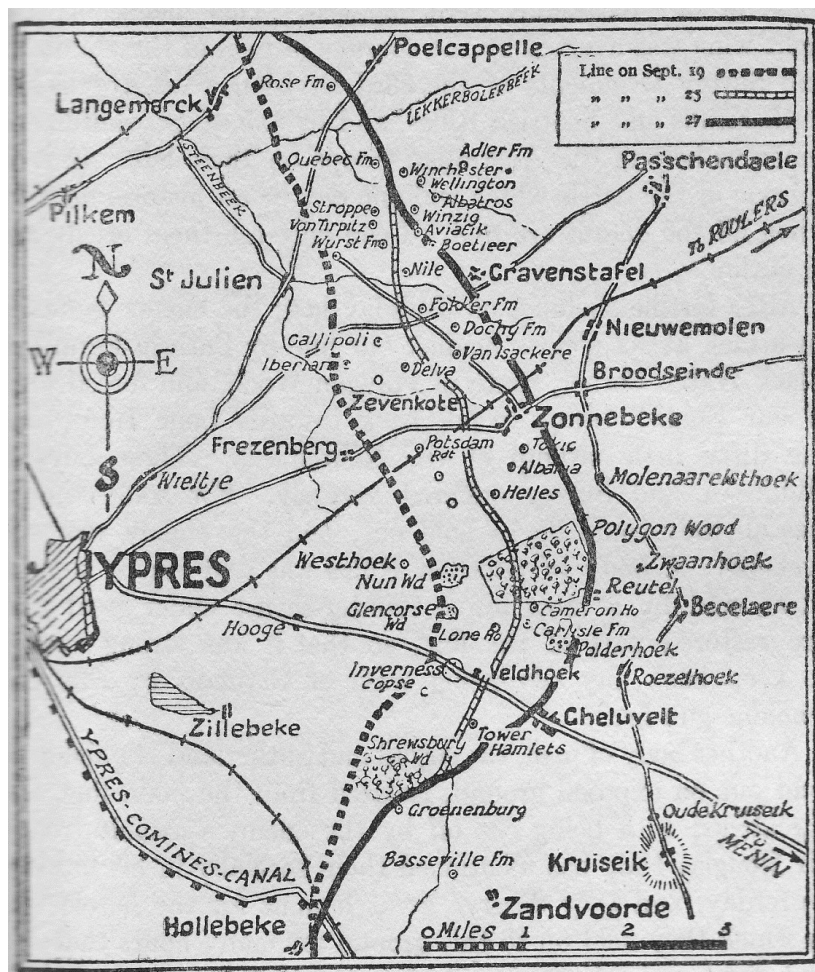 Poelcappelle
Line on Sept. 19
„ „ „ 25
„ „ „ 27
Rose Fm
Langemarck
LEKKERBOLERBEEK
STEENBEEK
Quebec Fm
Adler Fm
Winchester
Wellington
Passchendaele
Albatros
Pilkem
Stroppe
Winzig
Von Tirpitz
Aviatik
Wurst Fm
Boetleer
To ROULERS
N
St Julien
Nile
Gravenstafel
Fokker Fm
Dochy Fm
Nieuwemolen
Gallipoli
Van Isackere
W
E
Iberian
Delva
Broodseinde
Zevenkote
Zonnebeke
Frezenberg
Potsdam
Rdt
Albania
S
Wieltje
Helles
Molenaarelsthoek
Polygon Wood
YPRES
Westhoek
Zwaanhoek
Nun Wd
Reutel
Glencorse
Wd
Cameron Ho
Becelaere
Hooge
Lone Ho
Carlisle Fm
Polderhoek
Inverness
Copse
Veldhoek
Roezelhoek
Zillebeke
Gheluvelt
Tower
Hamlets
Shrewsbury
Wd
YPRES-COMINES-CANAL
Groenenburg
Oude Kruiseik
To
MENIN
Basseville Fm
Kruiseik
Zandvoorde
Hollebeke
0 Miles 1 2 3